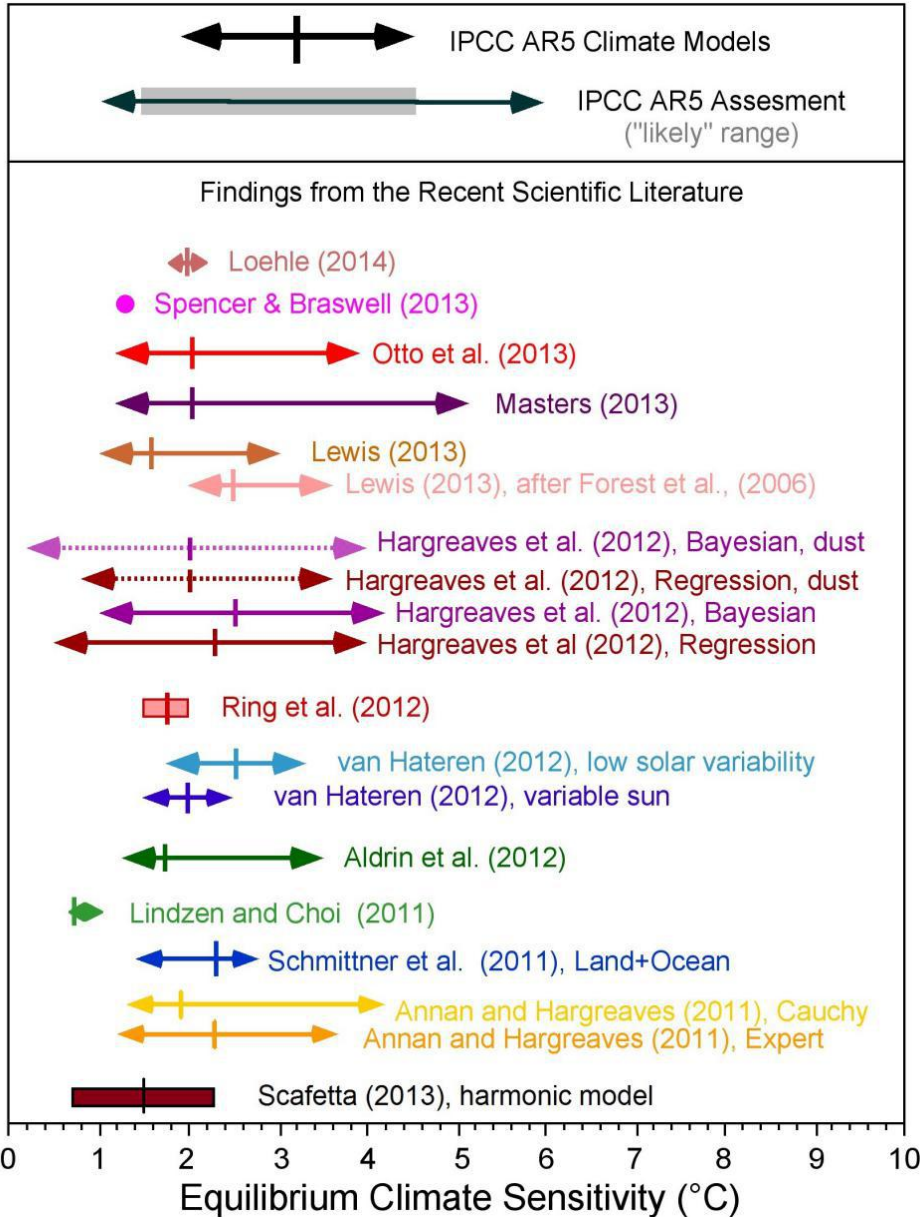 IPCC AR5 Climate Models
IPCC AR5 Assesment
("likely" range)
Findings from the Recent Scientific Literature
Loehle (2014)
Spencer & Braswell (2013)
Otto et al. (2013)
Masters (2013)
Lewis (2013)
Lewis (2013), after Forest et al., (2006)
Hargreaves et al. (2012), Bayesian, dust
Hargreaves et al. (2012), Regression, dust
Hargreaves et al. (2012), Bayesian
Hargreaves et al (2012), Regression
Ring et al. (2012)
van Hateren (2012), low solar variability
van Hateren (2012), variable sun
Aldrin et al. (2012)
Lindzen and Choi (2011)
Schmittner et al. (2011), Land+Ocean
Annan and Hargreaves (2011), Cauchy
Annan and Hargreaves (2011), Expert
Scafetta (2013), harmonic model
0 1 2 3 4 5 6 7 8 9 10
Equilibrium Climate Sensitivity (°C)